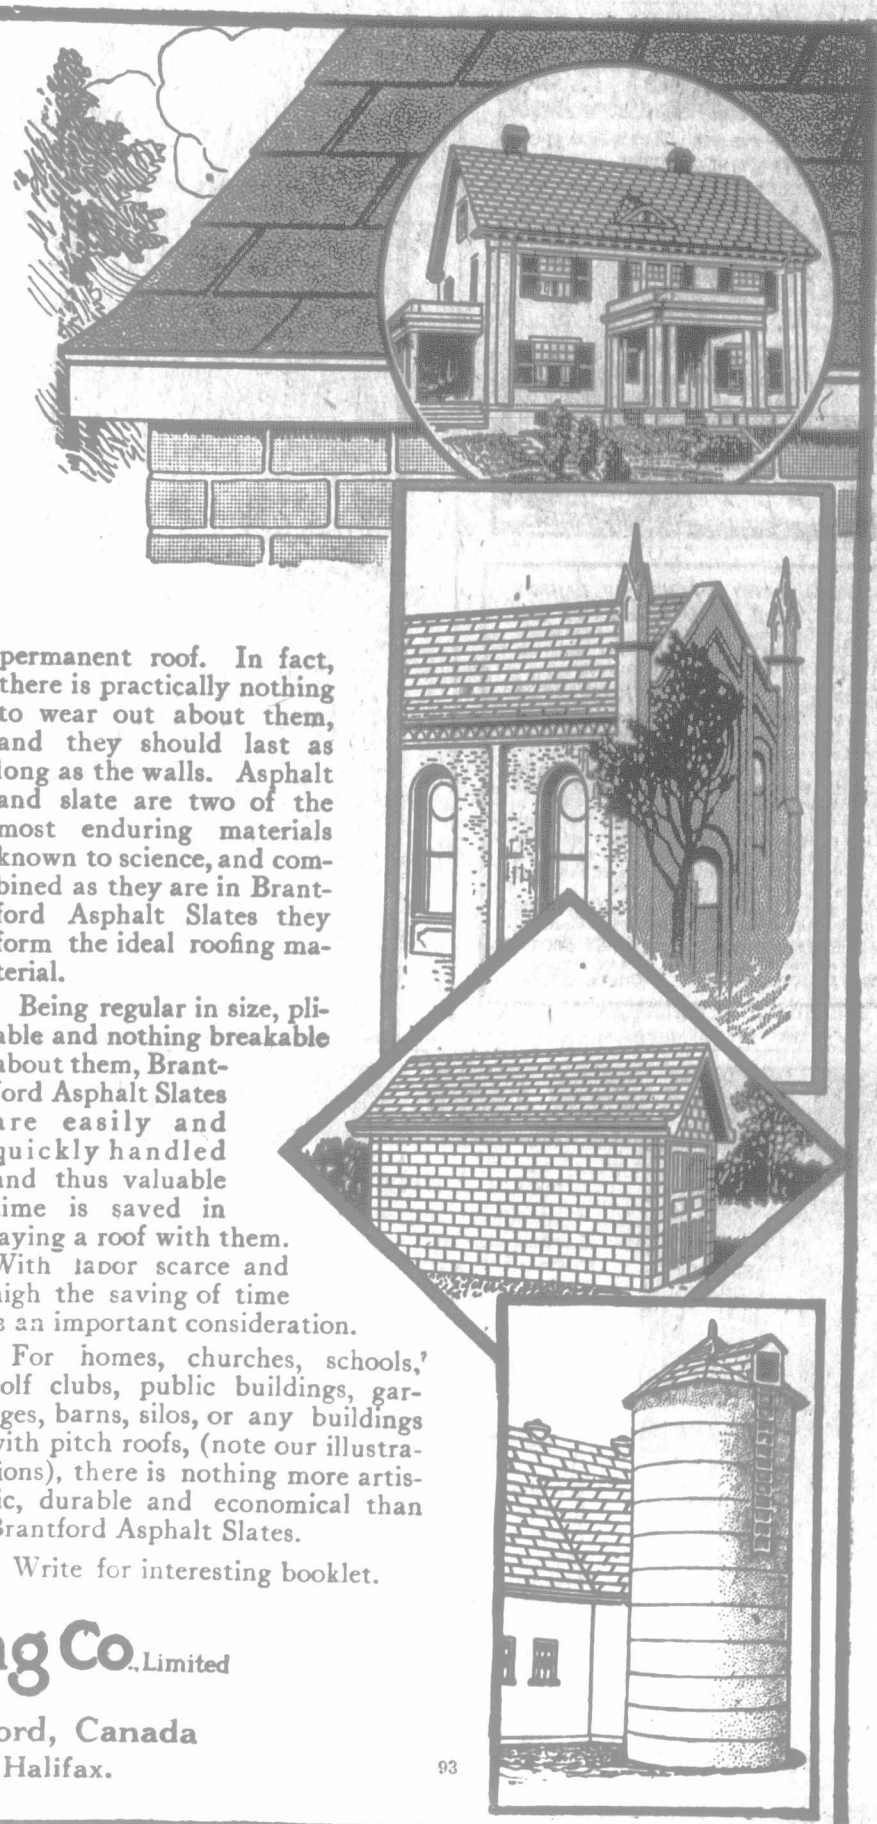 permanent roof. In fact,
there is practically nothing
to wear out about them,
and they should last as
long as the walls. Asphalt
and slate are two of the
most enduring materials
known to science, and com-
bined as they are in Brant-
ford Asphalt Slates they
form the ideal roofing ma-
terial.
Being regular in size, pli-
able and nothing breakable
about them, Brant-
ford Asphalt Slates
are easily and
quickly handled
and thus valuable
ime is saved in
aying a roof with them.
With labor scarce and
high the saving of time
s an important consideration.
For homes, churches, schools,
olf clubs, public buildings, gar-
ges, barns, silos, or any buildings
with pitch roofs, (note our illustra-
ions), there is nothing more artis-
ic, durable and economical than
Brantford Asphalt Slates.
Write for interesting booklet.
ng Co., Limited
ord, Canada
Halifax.
93